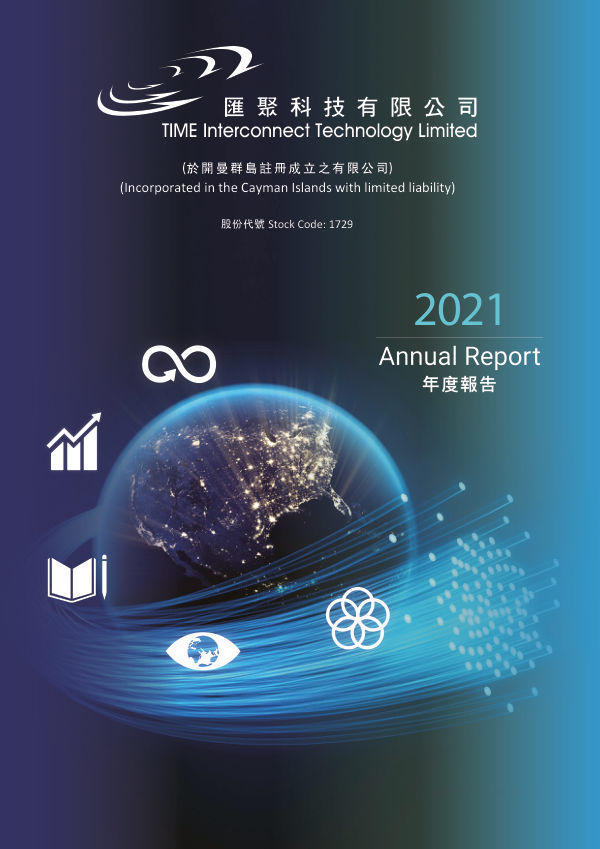 匯聚科技有限公司
TIME Interconnect Technology Limited
(於開曼群島註冊成立之有限公司)
(Incorporated in the Cayman Islands with limited liability)
股份代號 Stock Code: 1729
2021
Annual Report
年度報告